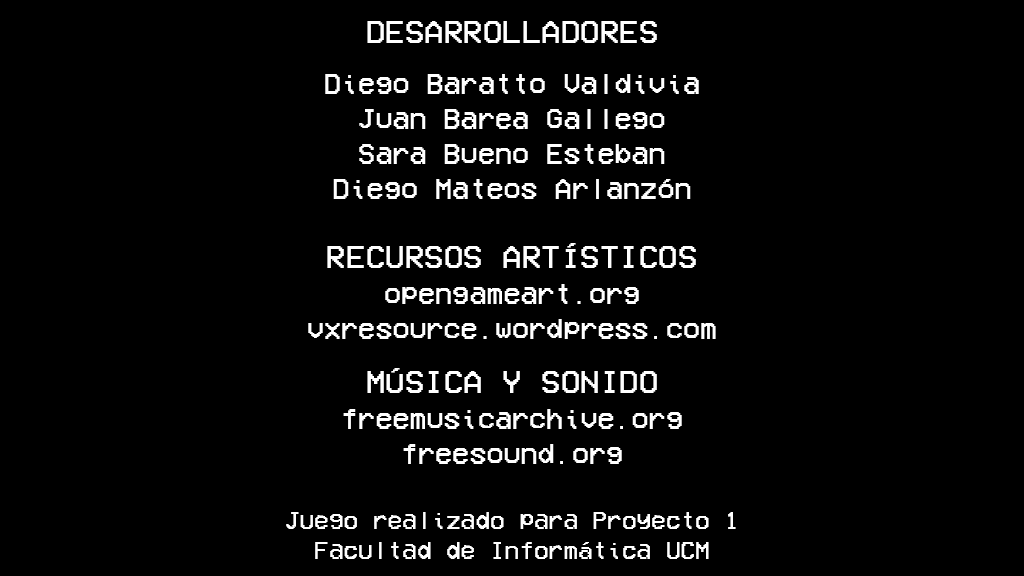 DESARROLLADORES
Diego Baratto Valdivia
Juan Barea Gallego
Sara Bueno Esteban
Diego Mateos Arlanzón
RECURSOS ARTÍSTICOS
opengameart.org
vxresource.wordpress.com
MÚSICA Y SONIDO
freemusicarchive.org
freesound.org
Juego realizado para Proyecto 1
Facultad de Informática UCM